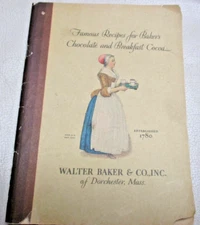 Famous Recipes for Baker's
Chocolate and Breakfast Cocoa
ESTABLISHED
1780
WALTER BAKER & CO., INC.
of Dorchester, Mass.